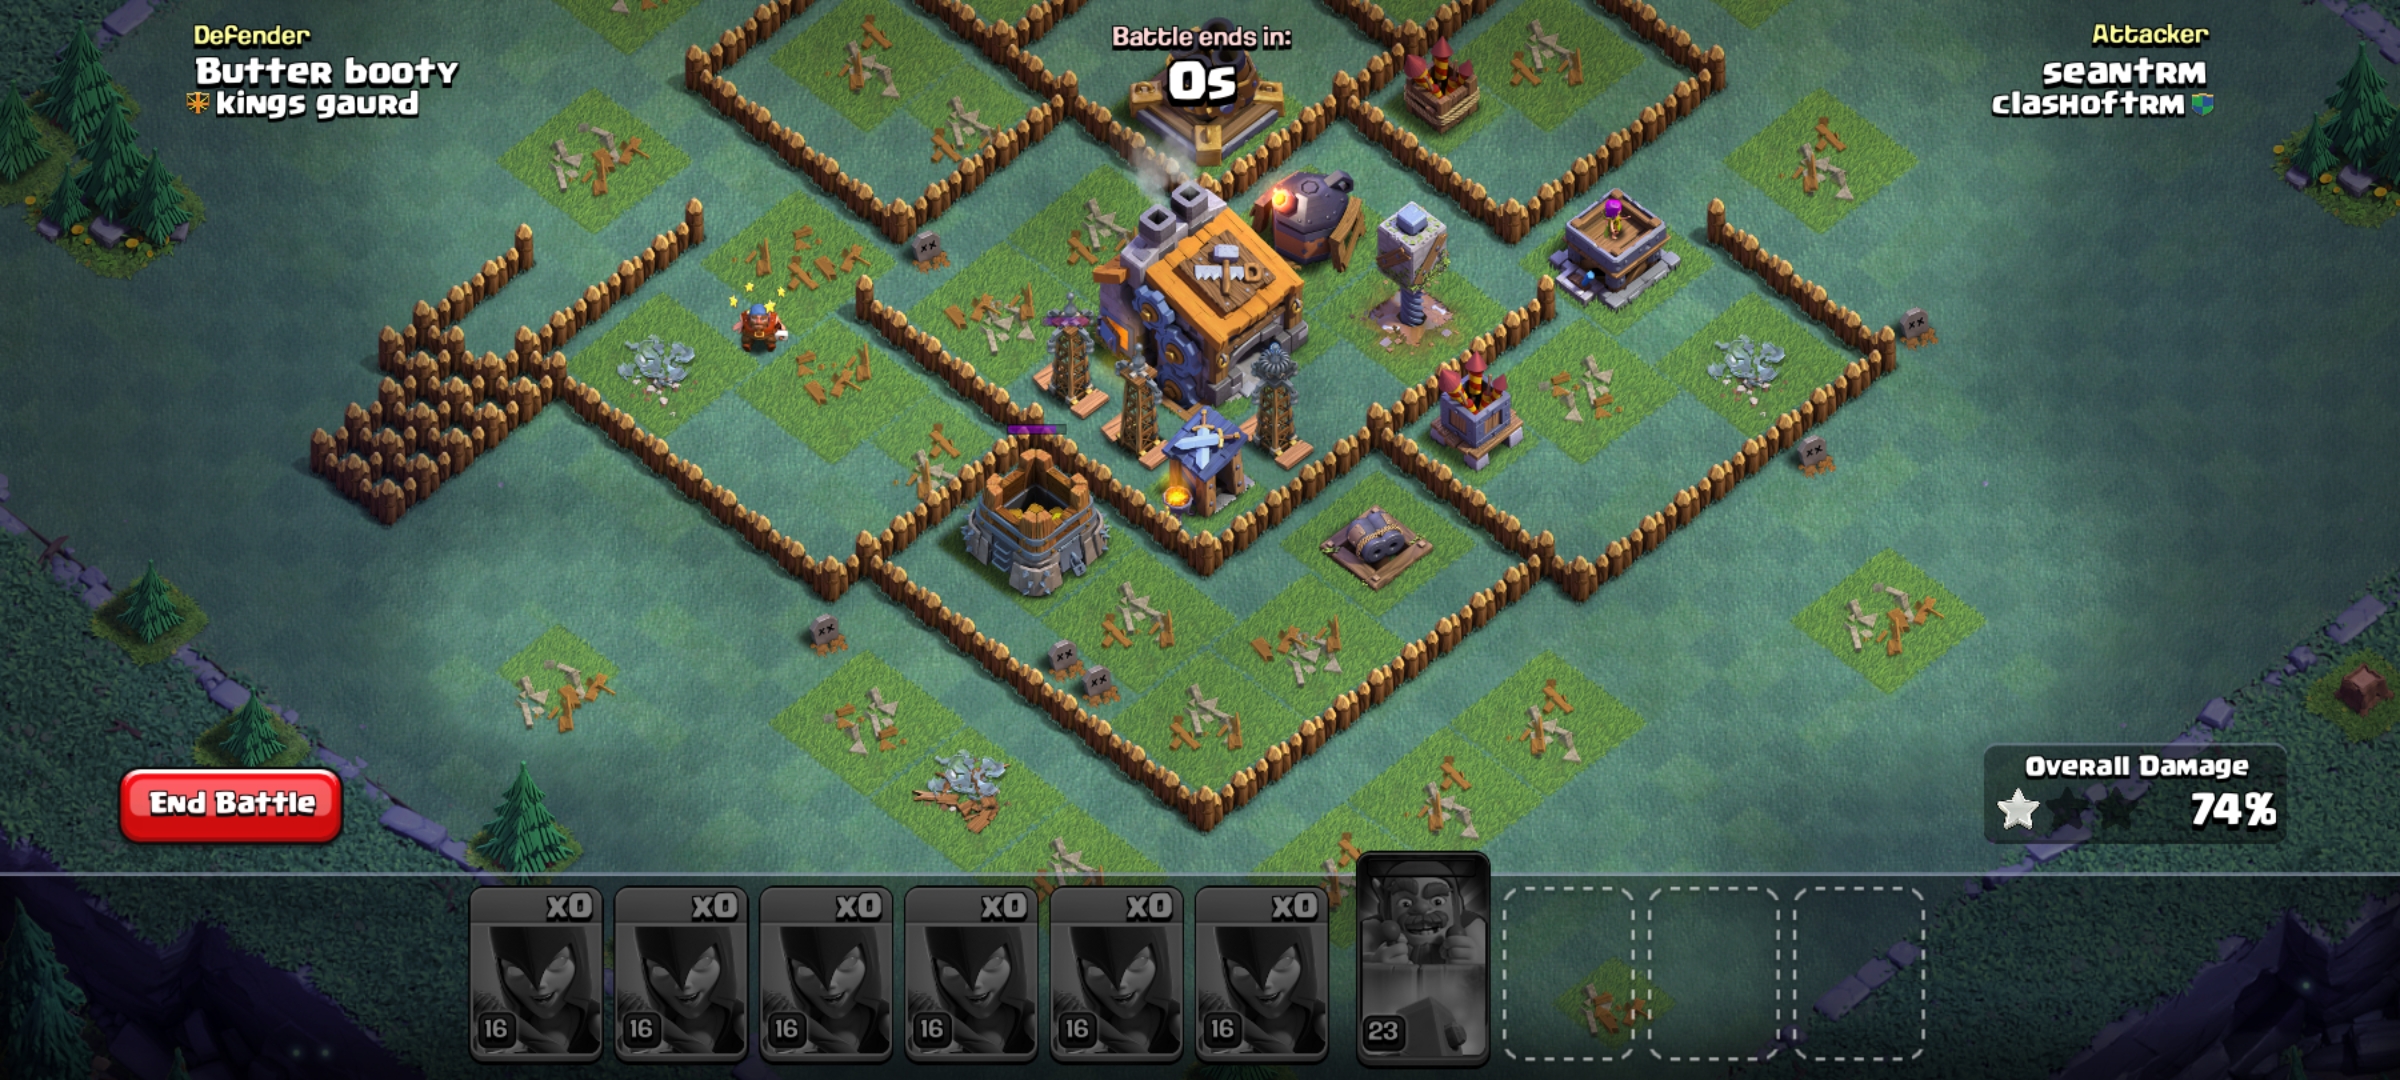 Defender
Butter booty
kings gaurd
Battle ends in:
0s
Attacker
seantrm
clashoftrm
End Battle
Overall Damage
74%
x0
x0
x0
x0
x0
x0
16
16
16
16
16
16
23